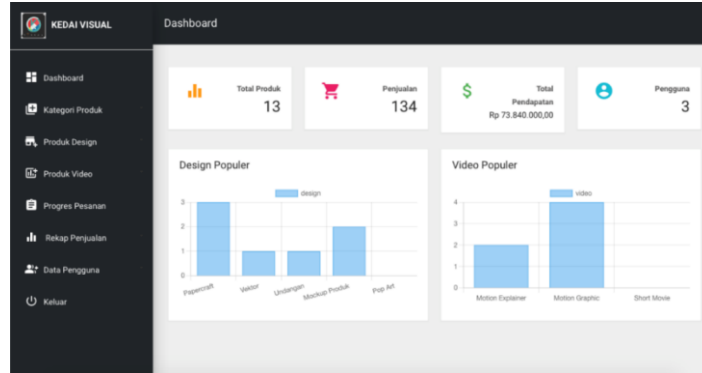 KEDAI VISUAL
Dashboard
Dashboard
Kategori Produk
Produk Design
Produk Video
Progres Pesanan
Rekap Penjualan
Data Pengguna
Keluar
Total Produk
13
Penjualan
134
Total
Pendapatan
Rp 73.840.000,00
Pengguna
3
Design Populer
design
3
2
1
0
Papercraft
Vektor
Undangan
Mockup Produk
Pop Art
Video Populer
video
4
3
2
1
0
Motion Explainer
Motion Graphic
Short Movie